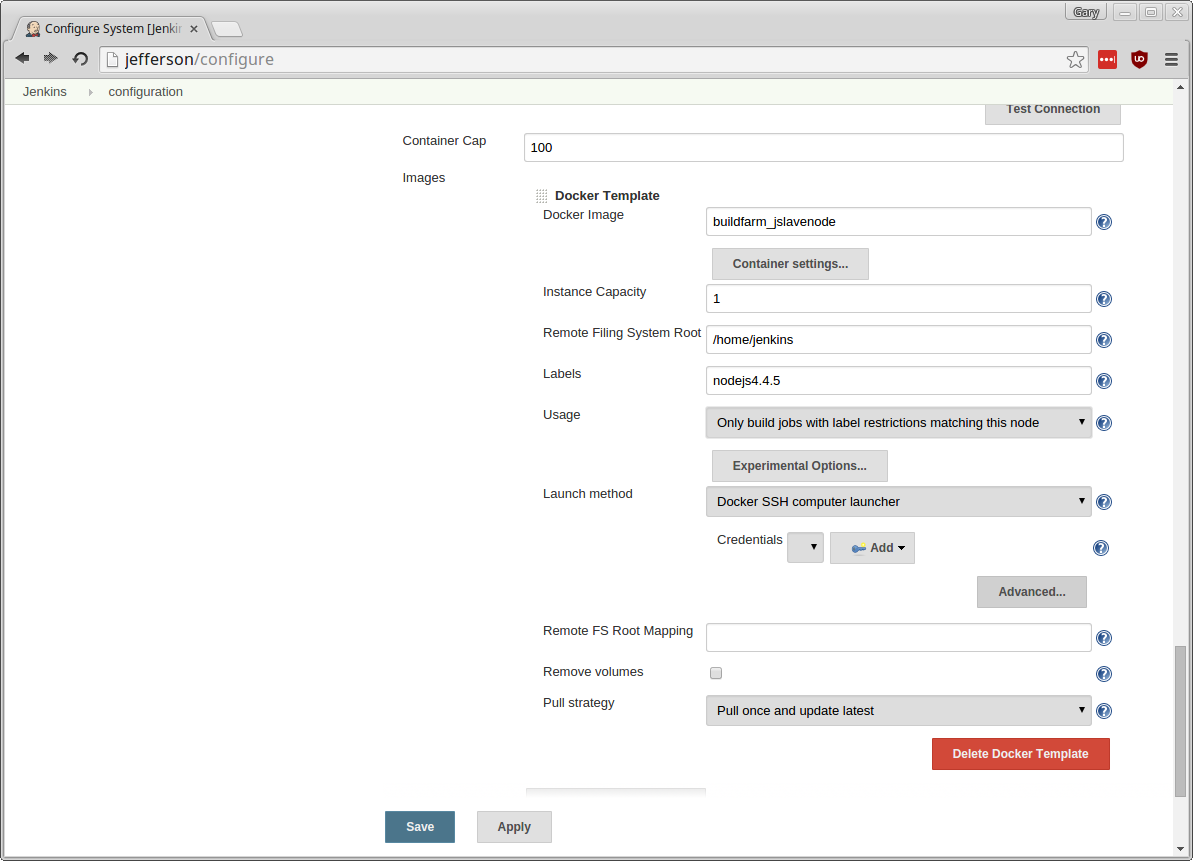 Gary
Configure System [Jenkin
jefferson/configure
Jenkins configuration
Test Connection
Container Cap 100
Images
Docker Template
Docker Image buildfarm_jslavenode
Container settings...
Instance Capacity 1
Remote Filing System Root /home/jenkins
Labels nodejs4.4.5
Usage Only build jobs with label restrictions matching this node
Experimental Options...
Launch method Docker SSH computer launcher
Credentials Add
Advanced...
Remote FS Root Mapping
Remove volumes
Pull strategy Pull once and update latest
Delete Docker Template
Save Apply